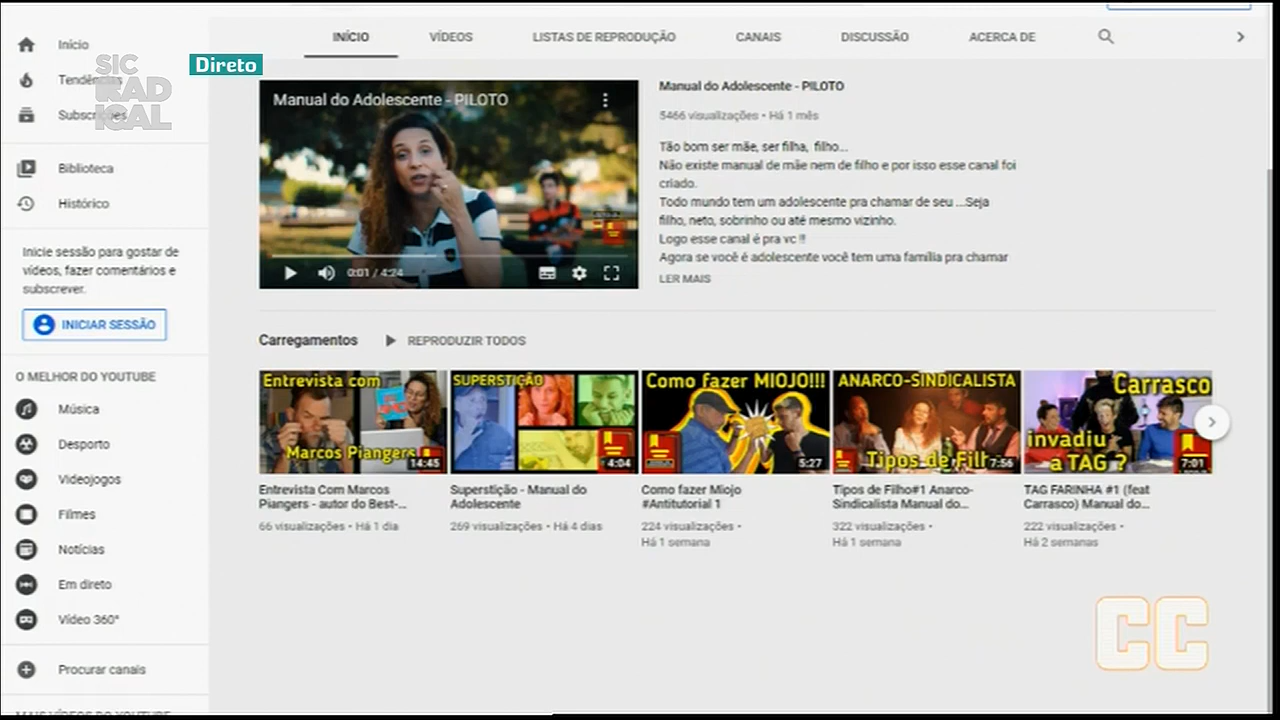 INÍCIO
VÍDEOS
LISTAS DE REPRODUÇÃO
CANAIS
DISCUSSÃO
ACERCA DE
Início
Tendências
Subscrições
SIC
RADICAL
Direto
Biblioteca
Histórico
Inicie sessão para gostar de
vídeos, fazer comentários e
subscrever.
INICIAR SESSÃO
O MELHOR DO YOUTUBE
Música
Desporto
Videojogos
Filmes
Notícias
Em direto
Vídeo 360°
Procurar canais
MAIS VÍDEOS DO YOUTUBE
Manual do Adolescente - PILOTO
0:01 / 4:24
Manual do Adolescente - PILOTO
5466 visualizações • Há 1 mês
Tão bom ser mãe, ser filha, filho...
Não existe manual de mãe nem de filho e por isso esse canal foi
criado.
Todo mundo tem um adolescente pra chamar de seu ...Seja
filho, neto, sobrinho ou até mesmo vizinho.
Logo esse canal é pra vc !!
Agora se você é adolescente você tem uma família pra chamar
LER MAIS
Carregamentos
REPRODUZIR TODOS
Entrevista com
Marcos Piangers
14:45
Entrevista Com Marcos
Piangers - autor do Best-...
66 visualizações • Há 1 dia
SUPERSTIÇÃO
4:04
Superstição - Manual do
Adolescente
269 visualizações • Há 4 dias
Como fazer MIOJO!!!
5:27
Como fazer Miojo
#Antitutorial 1
224 visualizações •
Há 1 semana
ANARCO-SINDICALISTA
Tipos de Filh
7:56
Tipos de Filho#1 Anarco-
Sindicalista Manual do...
322 visualizações •
Há 1 semana
Carrasco
invadiu
a TAG ?
7:01
TAG FARINHA #1 (feat
Carrasco) Manual do...
222 visualizações •
Há 2 semanas
CC